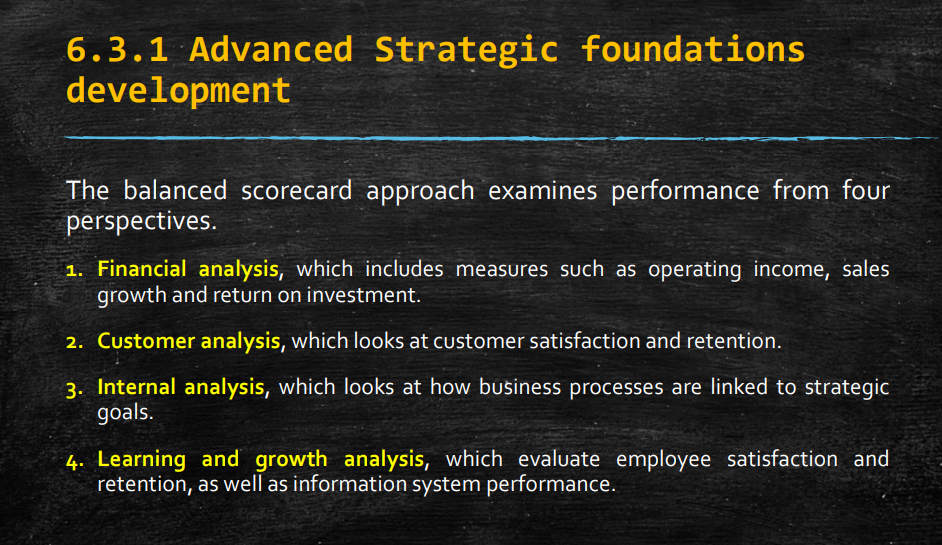 6.3.1 Advanced Strategic foundations
development
The balanced scorecard approach examines performance from four
perspectives.
1. Financial analysis, which includes measures such as operating income, sales
growth and return on investment.
2. Customer analysis, which looks at customer satisfaction and retention.
3. Internal analysis, which looks at how business processes are linked to strategic
goals.
4. Learning and growth analysis, which evaluate employee satisfaction and
retention, as well as information system performance.